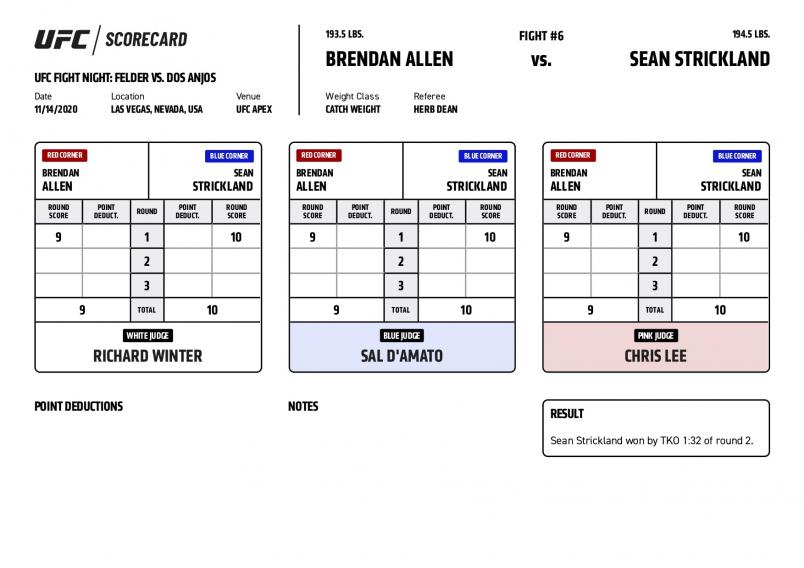 UFC SCORECARD
UFC FIGHT NIGHT: FELDER VS. DOS ANJOS
Date Location Venue
11/14/2020 LAS VEGAS, NEVADA, USA UFC APEX
193.5 LBS. FIGHT #6 194.5 LBS.
BRENDAN ALLEN VS. SEAN STRICKLAND
Weight Class Referee
CATCH WEIGHT HERB DEAN
RED CORNER BLUE CORNER
BRENDAN SEAN
ALLEN STRICKLAND
ROUND SCORE POINT DEDUCT. ROUND POINT DEDUCT. ROUND SCORE
9 1 10
2
3
9 TOTAL 10
WHITE JUDGE
RICHARD WINTER
RED CORNER BLUE CORNER
BRENDAN SEAN
ALLEN STRICKLAND
ROUND SCORE POINT DEDUCT. ROUND POINT DEDUCT. ROUND SCORE
9 1 10
2
3
9 TOTAL 10
BLUE JUDGE
SAL D'AMATO
RED CORNER BLUE CORNER
BRENDAN SEAN
ALLEN STRICKLAND
ROUND SCORE POINT DEDUCT. ROUND POINT DEDUCT. ROUND SCORE
9 1 10
2
3
9 TOTAL 10
PINK JUDGE
CHRIS LEE
POINT DEDUCTIONS
NOTES
RESULT
Sean Strickland won by TKO 1:32 of round 2.